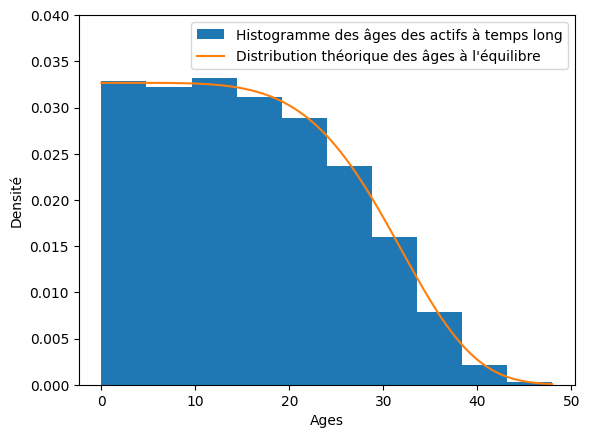 Histogramme des âges des actifs à temps long
Distribution théorique des âges à l'équilibre
0.040
0.035
0.030
0.025
0.020
0.015
0.010
0.005
0.000
Densité
0 10 20 30 40 50
Ages